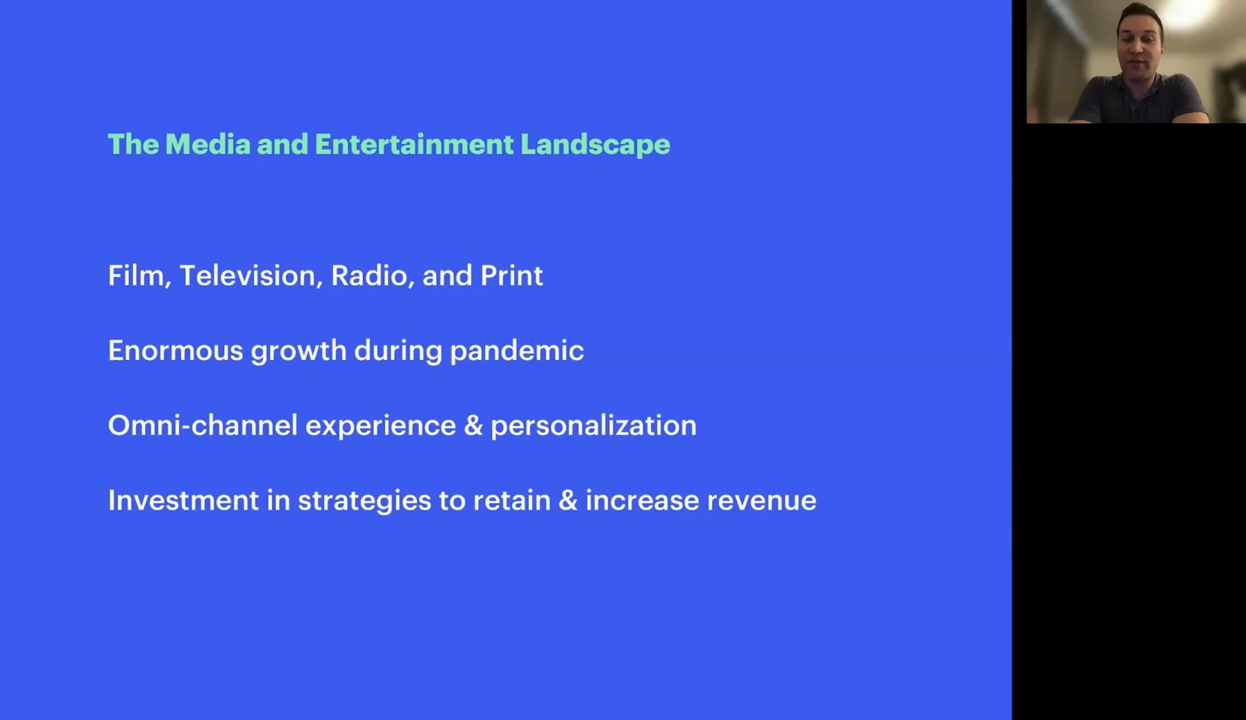 The Media and Entertainment Landscape
Film, Television, Radio, and Print
Enormous growth during pandemic
Omni-channel experience & personalization
Investment in strategies to retain & increase revenue